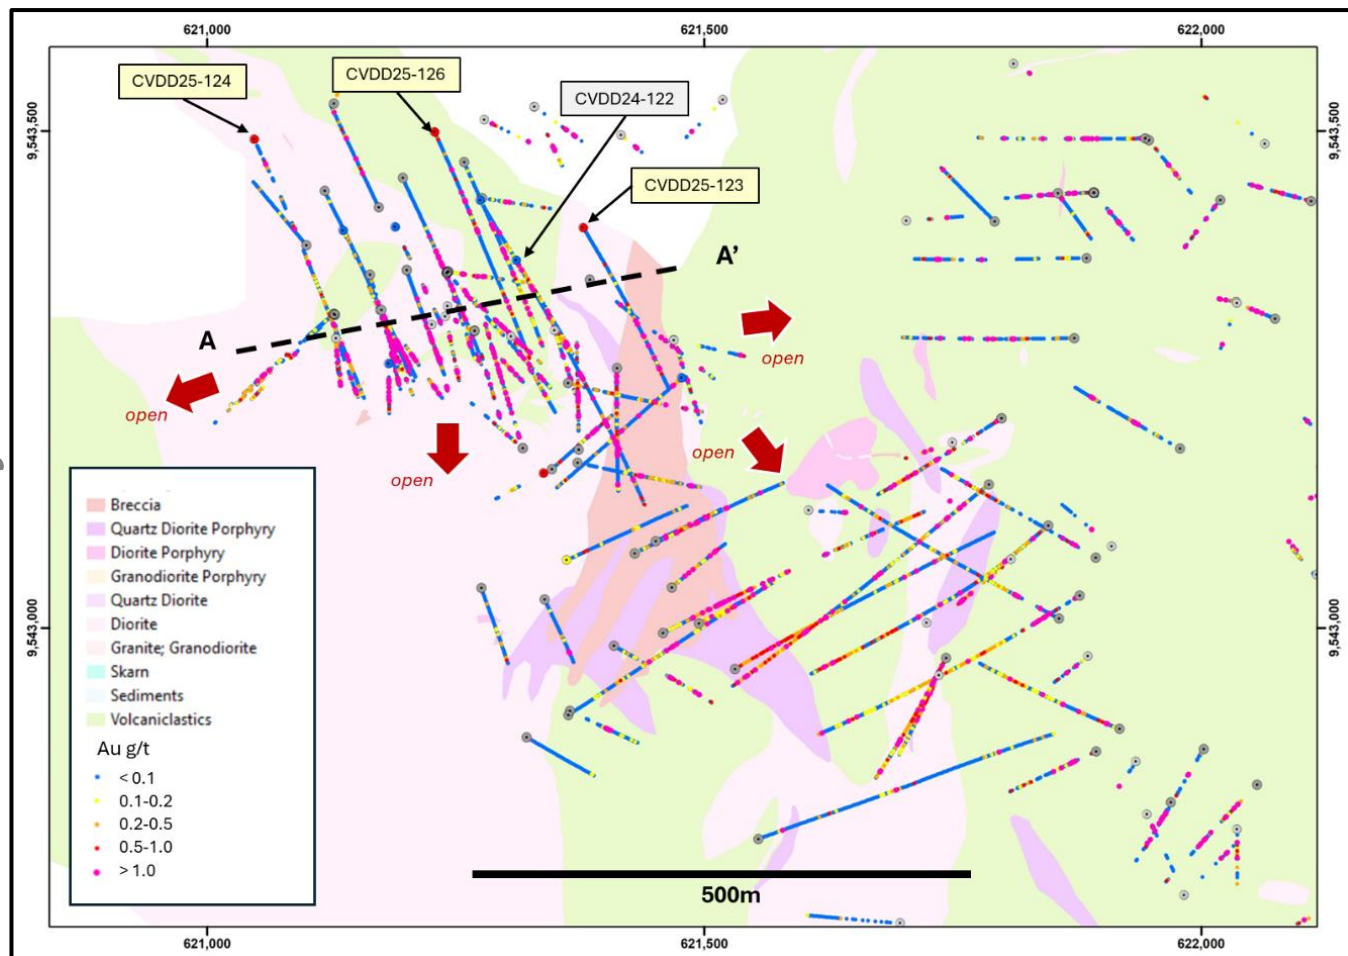 621,000
621,500
622,000
CVDD25-124
CVDD25-126
CVDD24-122
CVDD25-123
9,543,500
9,543,500
A
A'
open
open
open
open
Breccia
Quartz Diorite Porphyry
Diorite Porphyry
Granodiorite Porphyry
Quartz Diorite
Diorite
Granite; Granodiorite
Skarn
Sediments
Volcaniclastics
Au g/t
< 0.1
0.1-0.2
0.2-0.5
0.5-1.0
> 1.0
9,543,000
9,543,000
500m
621,000
621,500
622,000